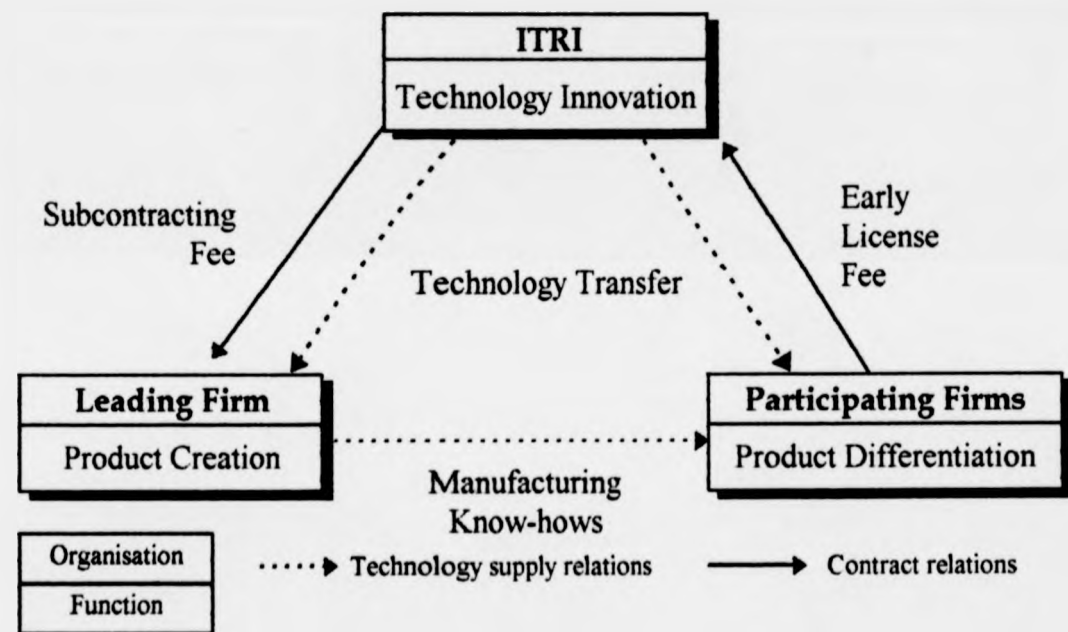 ITRI
Technology Innovation
Subcontracting
Fee
Early
License
Fee
Technology Transfer
Leading Firm
Product Creation
Participating Firms
Product Differentiation
Manufacturing
Know-hows
Organisation
Function
Technology supply relations
Contract relations